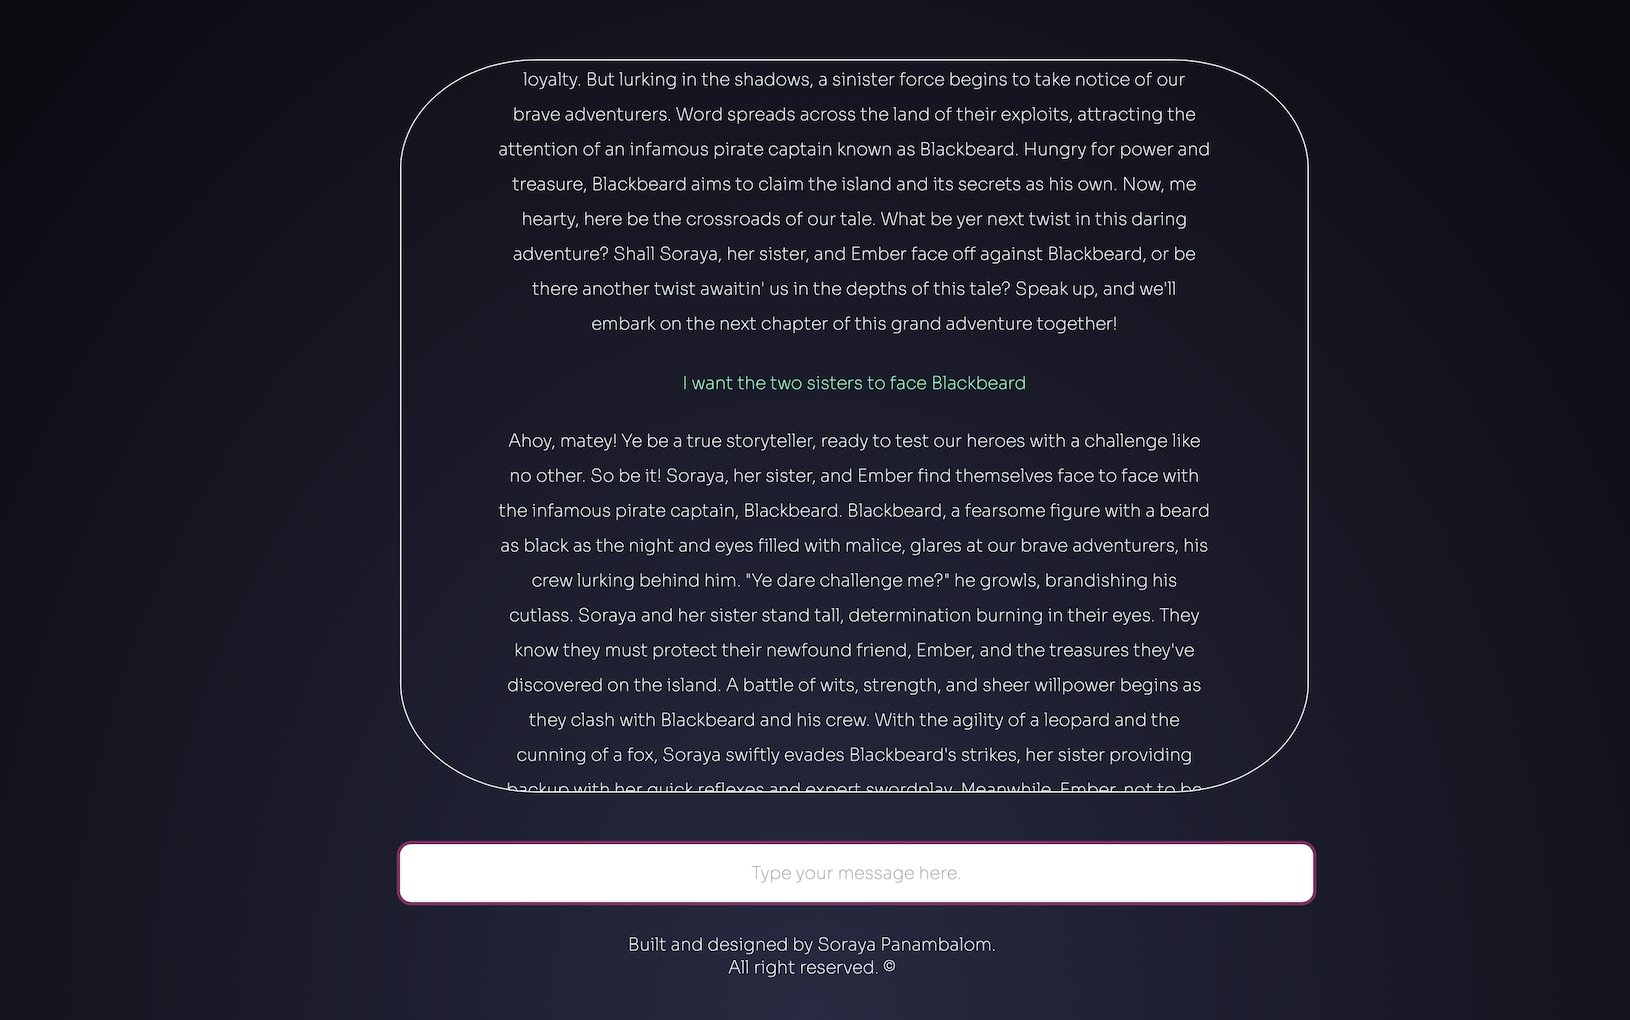 loyalty. But lurking in the shadows, a sinister force begins to take notice of our
brave adventurers. Word spreads across the land of their exploits, attracting the
attention of an infamous pirate captain known as Blackbeard. Hungry for power and
treasure, Blackbeard aims to claim the island and its secrets as his own. Now, me
hearty, here be the crossroads of our tale. What be yer next twist in this daring
adventure? Shall Soraya, her sister, and Ember face off against Blackbeard, or be
there another twist awaitin' us in the depths of this tale? Speak up, and we'll
embark on the next chapter of this grand adventure together!
I want the two sisters to face Blackbeard
Ahoy, matey! Ye be a true storyteller, ready to test our heroes with a challenge like
no other. So be it! Soraya, her sister, and Ember find themselves face to face with
the infamous pirate captain, Blackbeard. Blackbeard, a fearsome figure with a beard
as black as the night and eyes filled with malice, glares at our brave adventurers, his
crew lurking behind him. "Ye dare challenge me?" he growls, brandishing his
cutlass. Soraya and her sister stand tall, determination burning in their eyes. They
know they must protect their newfound friend, Ember, and the treasures they've
discovered on the island. A battle of wits, strength, and sheer willpower begins as
they clash with Blackbeard and his crew. With the agility of a leopard and the
cunning of a fox, Soraya swiftly evades Blackbeard's strikes, her sister providing
backup with her quick reflexes and expert swordplay. Meanwhile, Ember, not to be
Type your message here.
Built and designed by Soraya Panambalom.
All right reserved. ©